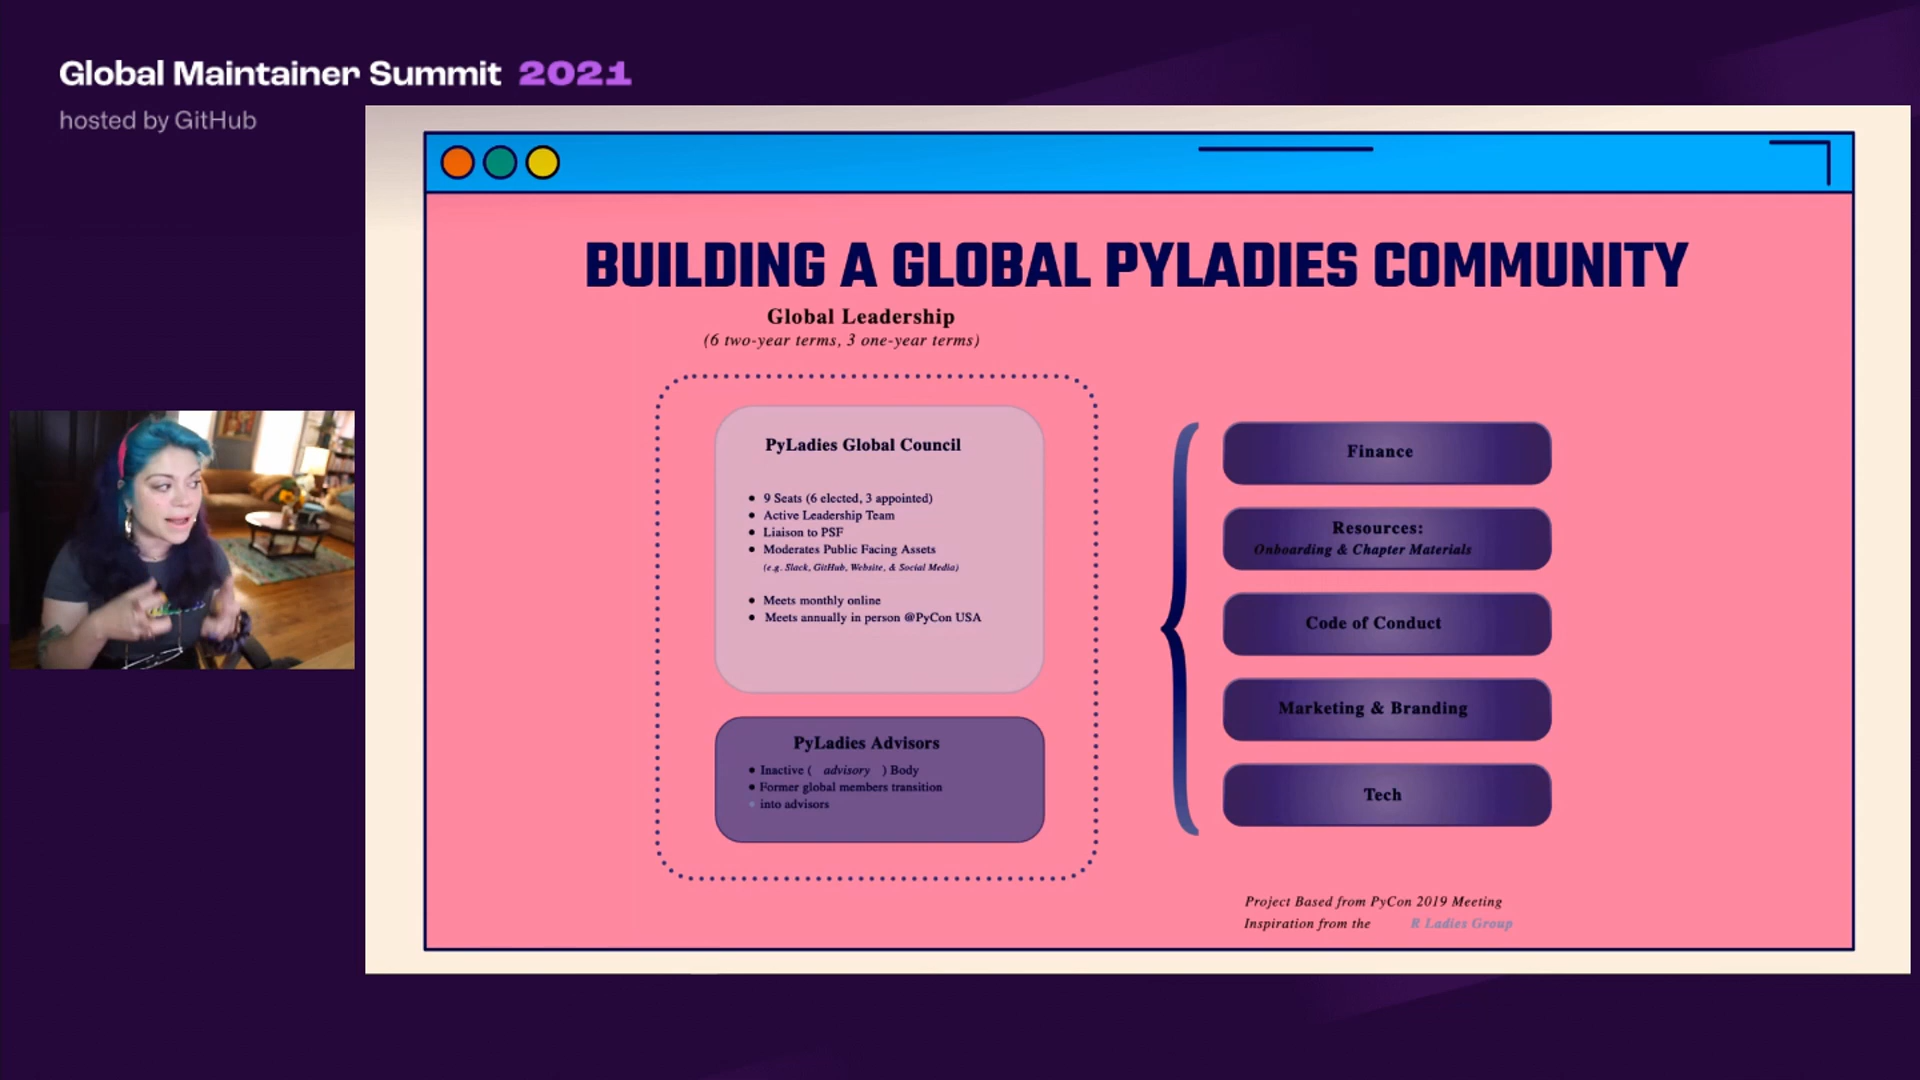 Global Maintainer Summit 2021
hosted by GitHub
BUILDING A GLOBAL PYLADIES COMMUNITY
Global Leadership
(6 two-year terms, 3 one-year terms)
PyLadies Global Council
• 9 Seats (6 elected, 3 appointed)
• Active Leadership Team
• Liaison to PSF
• Moderates Public Facing Assets
(e.g. Slack, GitHub, Website, & Social Media)
• Meets monthly online
• Meets annually in person @PyCon USA
PyLadies Advisors
• Inactive ( advisory ) Body
• Former global members transition
• into advisors
Finance
Resources:
Onboarding & Chapter Materials
Code of Conduct
Marketing & Branding
Tech
Project Based from PyCon 2019 Meeting
Inspiration from the R Ladies Group